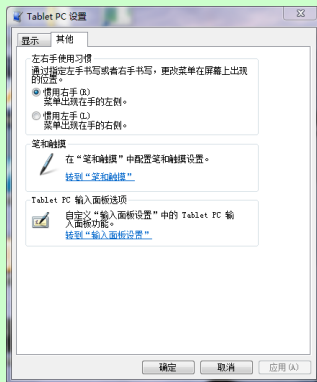 Tablet PC 设置
显示 其他
左右手使用习惯
通过指定左手书写或者右手书写，更改菜单在屏幕上出现
的位置。
惯用右手(R)
菜单出现在手的左侧。
惯用左手(L)
菜单出现在手的右侧。
笔和触摸
在“笔和触摸”中配置笔和触摸设置。
转到“笔和触摸”
Tablet PC 输入面板选项
自定义“输入面板设置”中的 Tablet PC 输
入面板功能。
转到“输入面板设置”
确定 取消 应用(A)